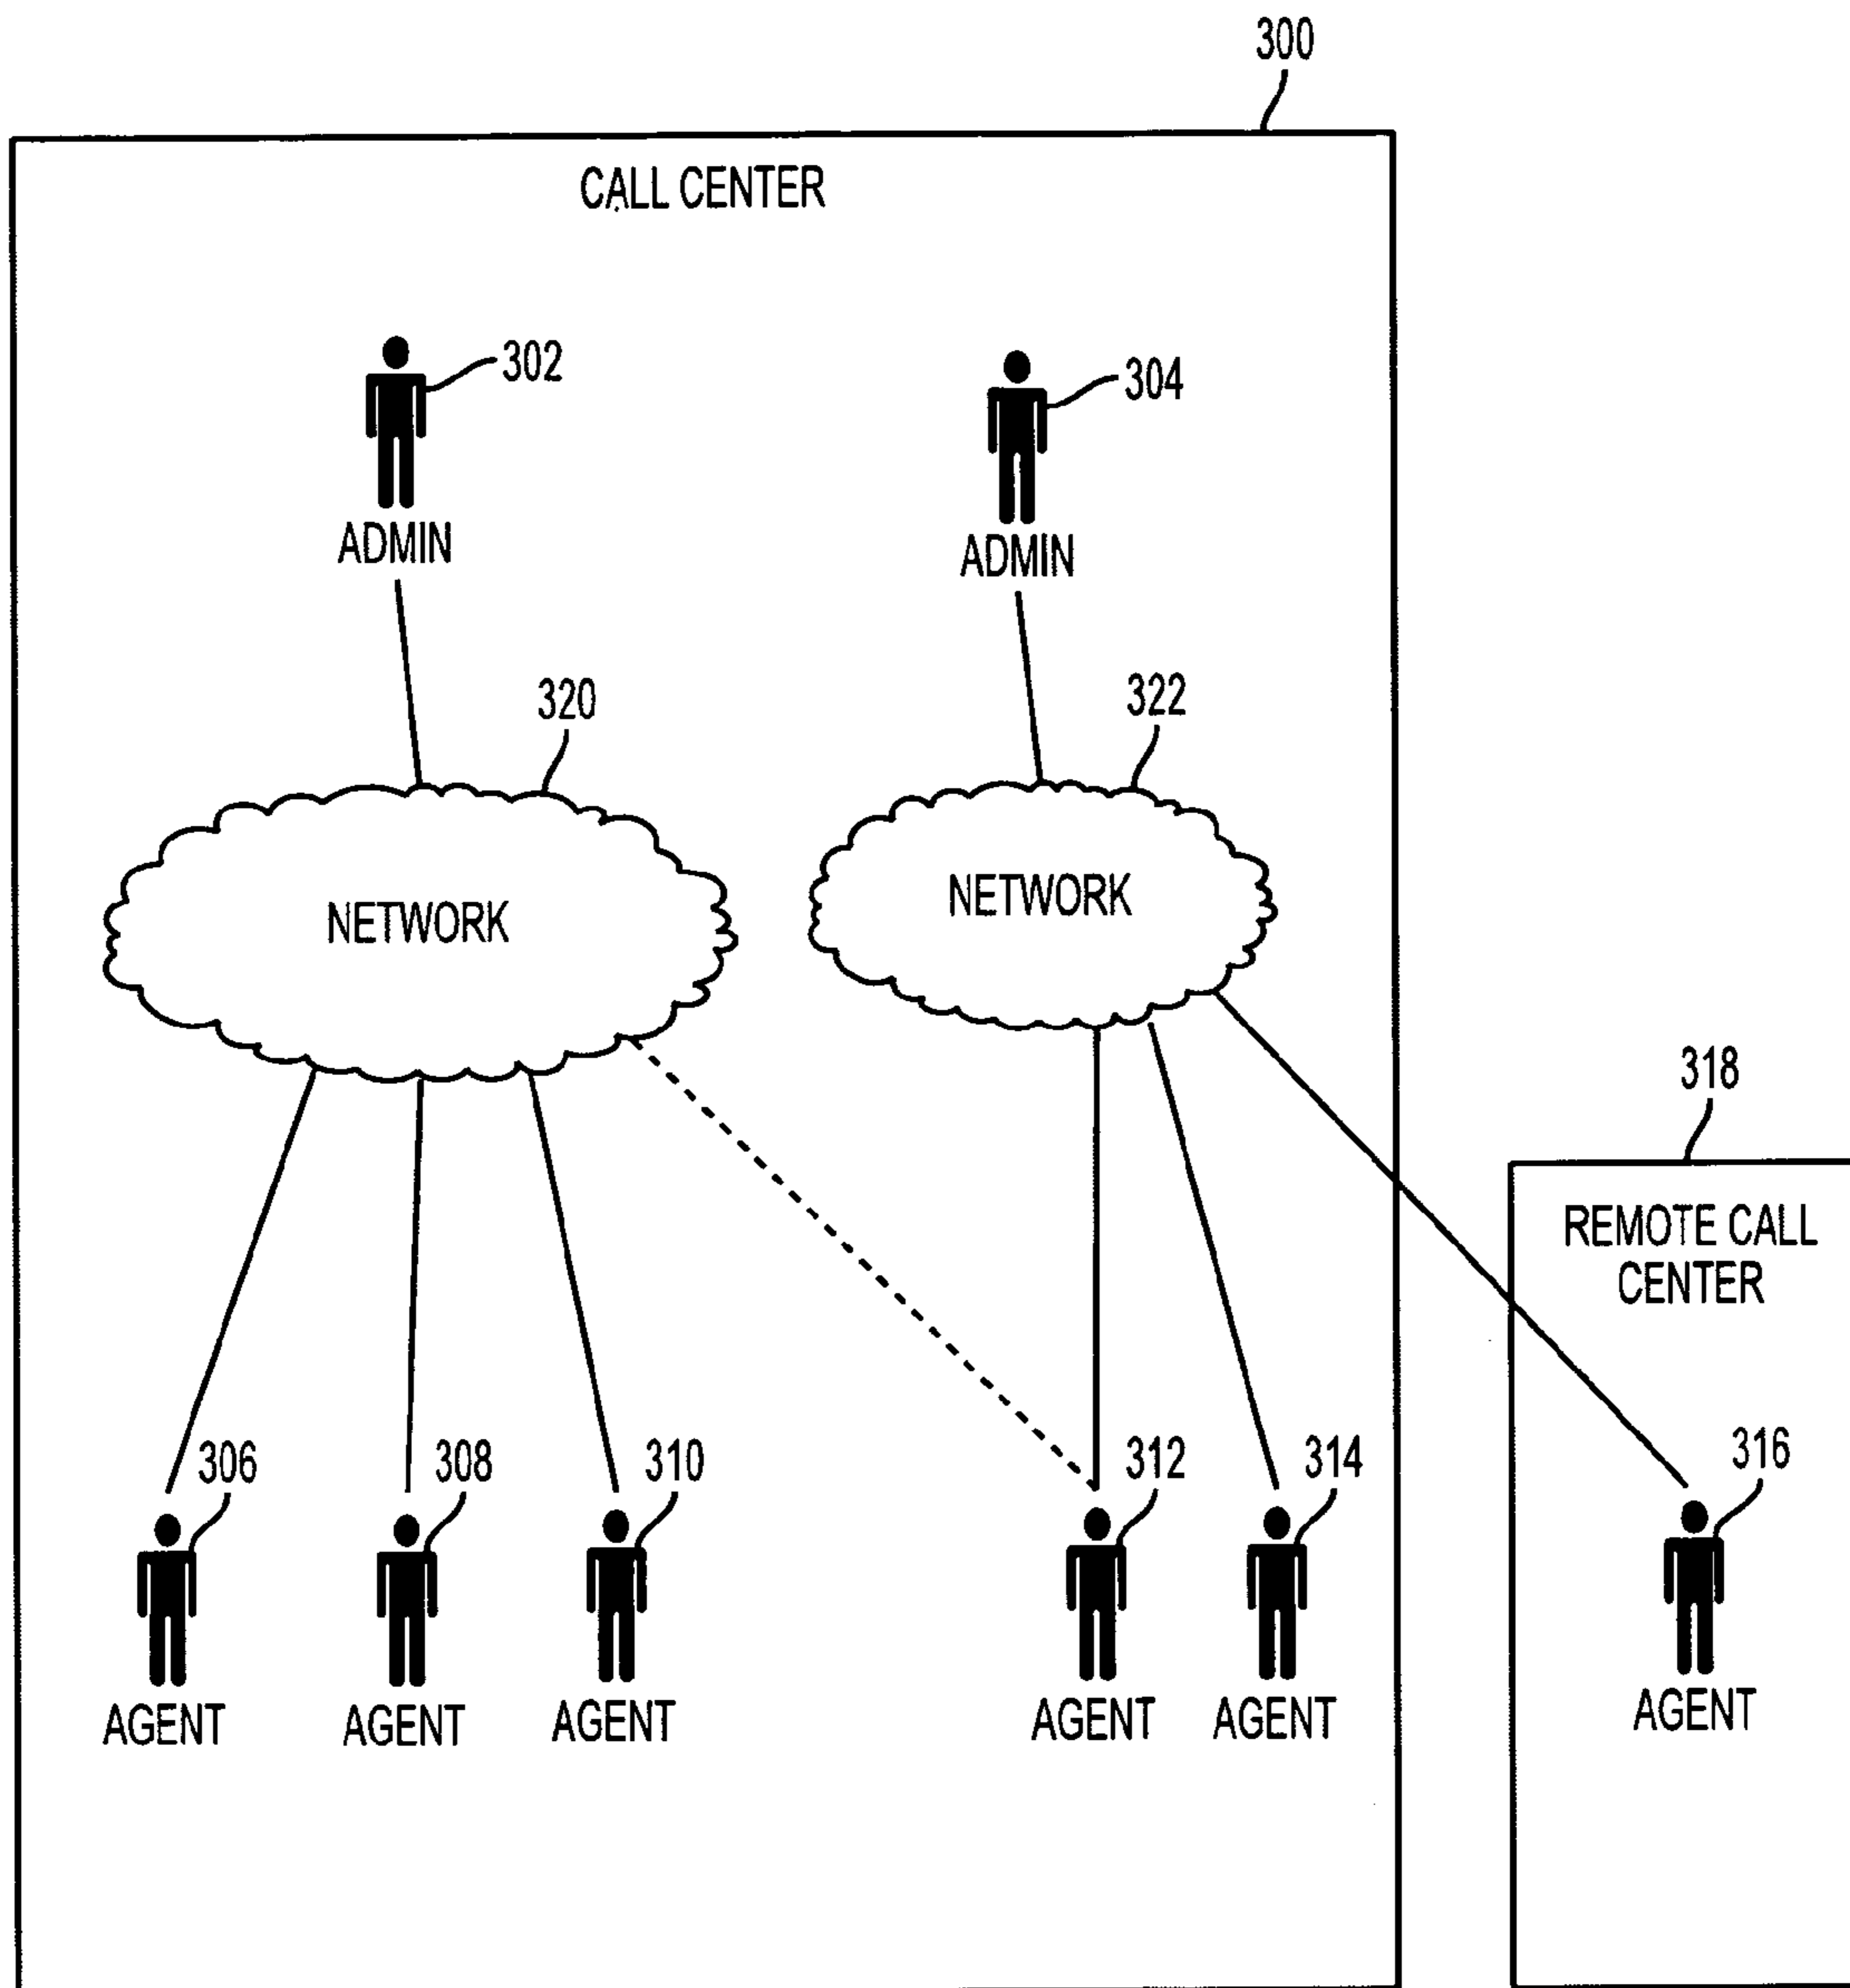 300
CALL CENTER
302
304
ADMIN
ADMIN
320
322
NETWORK
NETWORK
318
REMOTE CALL
CENTER
306
308
310
312
314
316
AGENT
AGENT
AGENT
AGENT
AGENT
AGENT